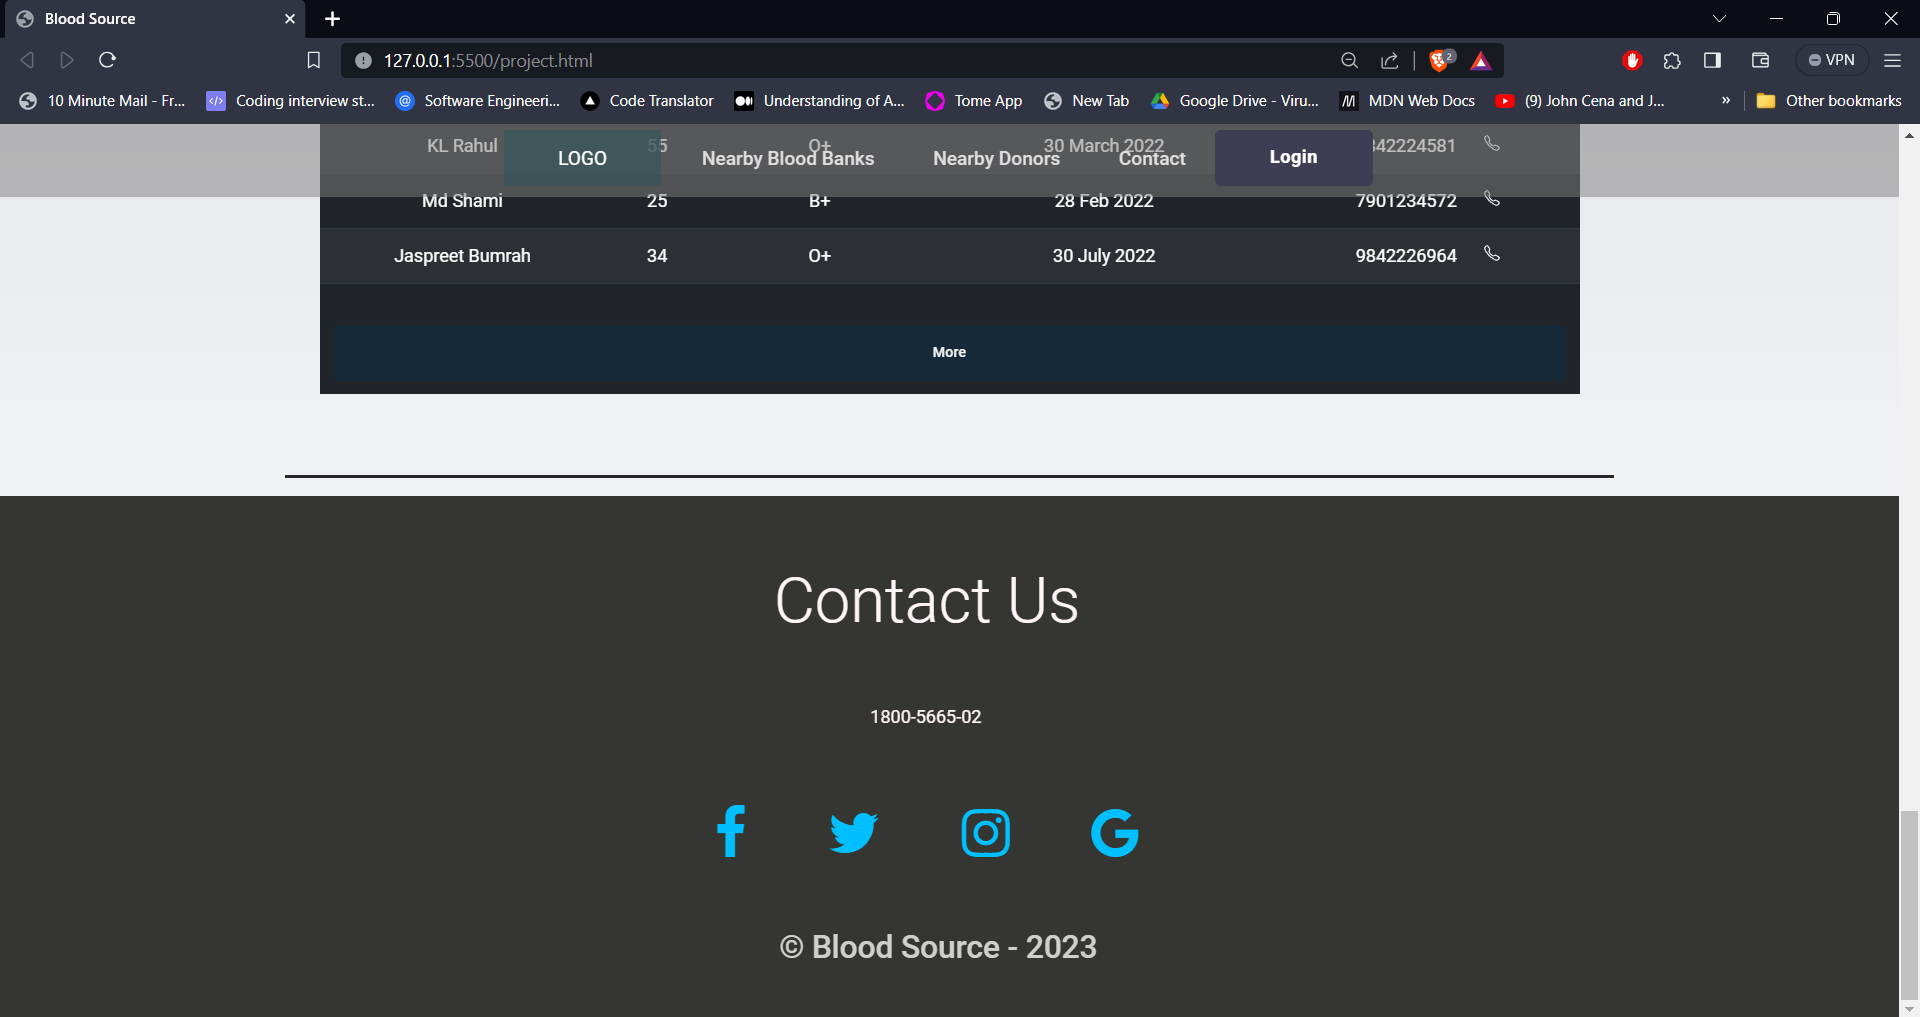 Blood Source
127.0.0.1:5500/project.html
2
VPN
10 Minute Mail - Fr...
Coding interview st...
Software Engineeri...
Code Translator
Understanding of A...
Tome App
New Tab
Google Drive - Viru...
MDN Web Docs
(9) John Cena and J...
»
Other bookmarks
KL Rahul 55 O+ 30 March 2022 842224581
LOGO Nearby Blood Banks Nearby Donors Contact Login
Md Shami 25 B+ 28 Feb 2022 7901234572
Jaspreet Bumrah 34 O+ 30 July 2022 9842226964
More
Contact Us
1800-5665-02
© Blood Source - 2023